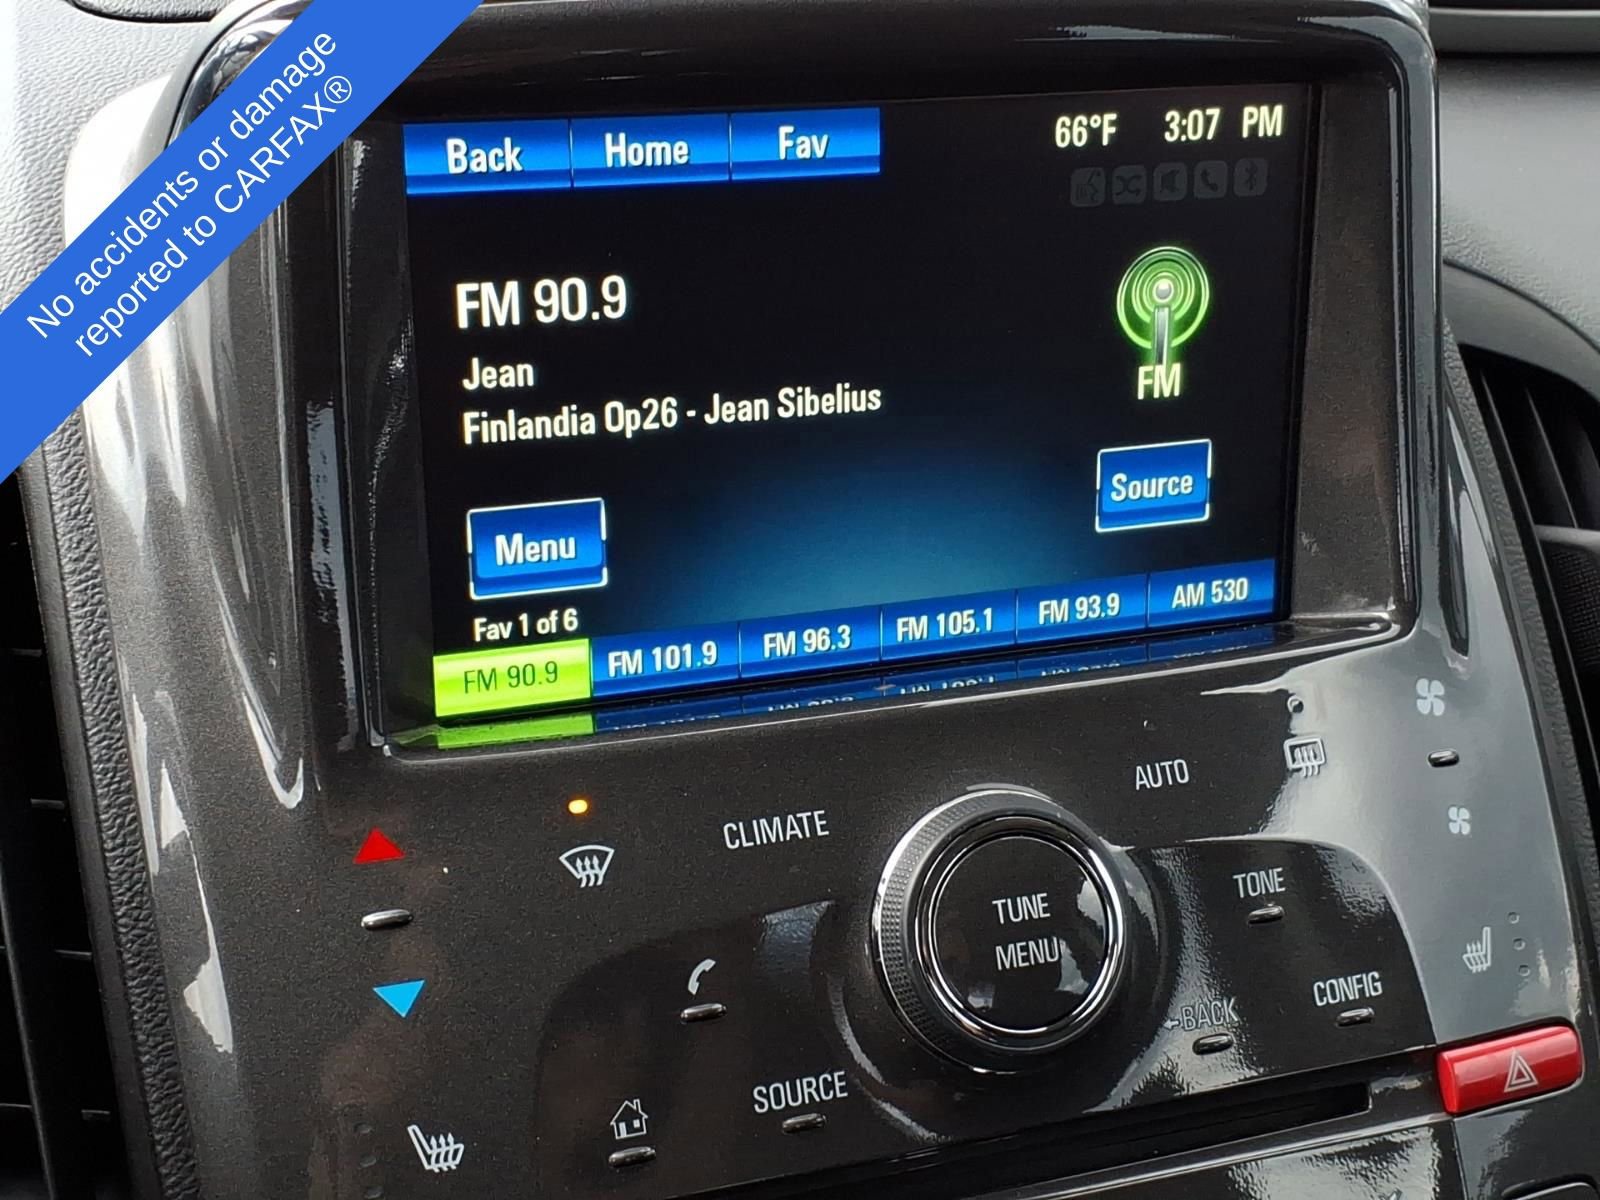 No accidents or damage
reported to CARFAX®
Back Home Fav
66°F 3:07 PM
FM 90.9
Jean
Finlandia Op26 - Jean Sibelius
FM
Source
Menu
Fav 1 of 6
FM 90.9 FM 101.9 FM 96.3 FM 105.1 FM 93.9 AM 530
CLIMATE
AUTO
TUNE
MENU
TONE
CONFIG
←BACK
SOURCE